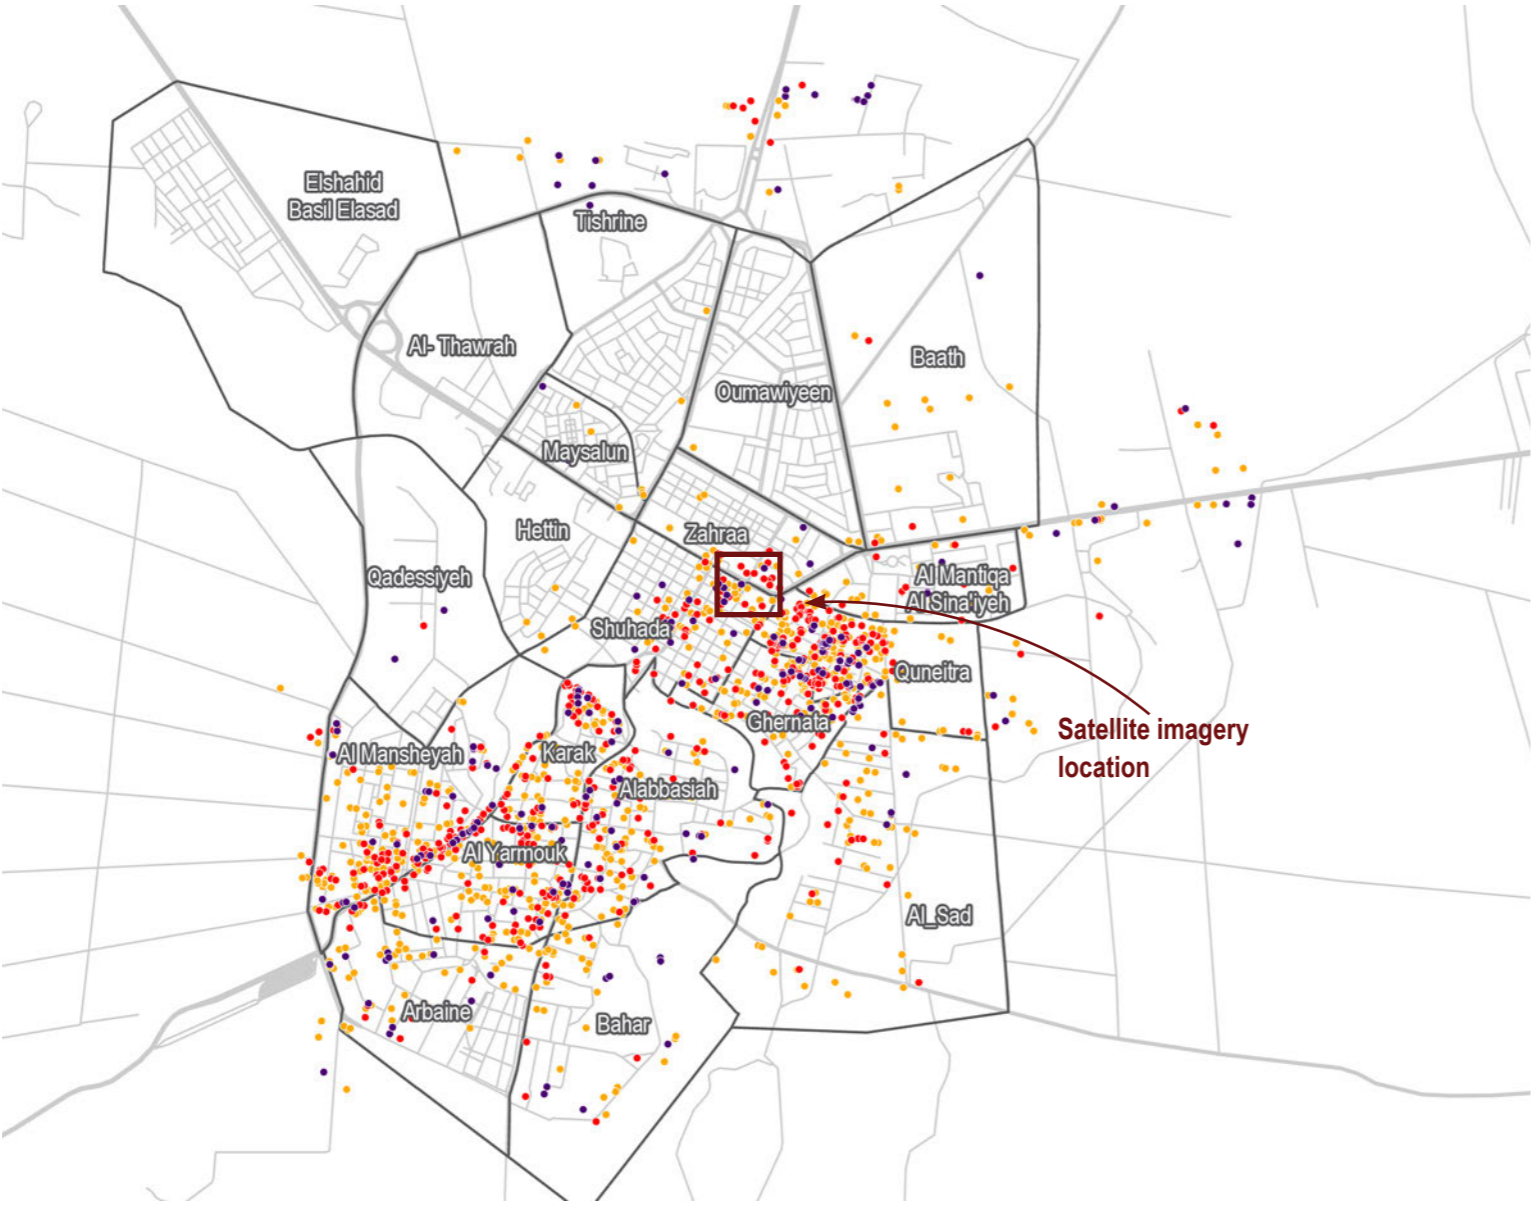 Elshahid
Basil Elasad
Tishrine
Al- Thawrah
Baath
Oumawiyeen
Maysalun
Hettin
Zahraa
Qadessiyeh
Al Mantiqa
Al Sina'iyeh
Shuhada
Quneitra
Ghernata
Satellite imagery
location
Al Mansheyah
Karak
Alabbasiah
Al Yarmouk
Al_Sad
Arbaine
Bahar